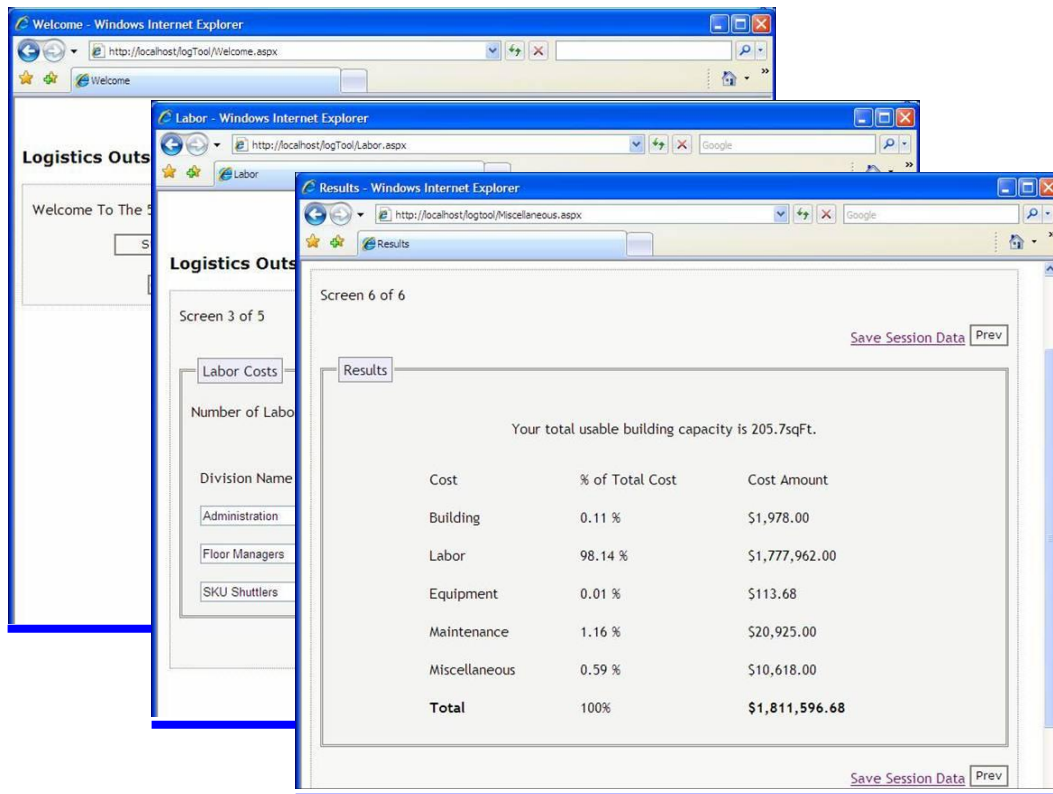 Welcome - Windows Internet Explorer
http://localhost/logTool/Welcome.aspx
Welcome
Logistics Outs
Welcome To The
Labor - Windows Internet Explorer
http://localhost/logTool/Labor.aspx
Google
Labor
Logistics Outs
Screen 3 of 5
Labor Costs
Number of Labo
Division Name
Administration
Floor Managers
SKU Shuttlers
Results - Windows Internet Explorer
http://localhost/logtool/Miscellaneous.aspx
Google
Results
Screen 6 of 6
Save Session Data Prev
Results
Your total usable building capacity is 205.7sqFt.
Cost % of Total Cost Cost Amount
Building 0.11 % $1,978.00
Labor 98.14 % $1,777,962.00
Equipment 0.01 % $113.68
Maintenance 1.16 % $20,925.00
Miscellaneous 0.59 % $10,618.00
Total 100% $1,811,596.68
Save Session Data Prev